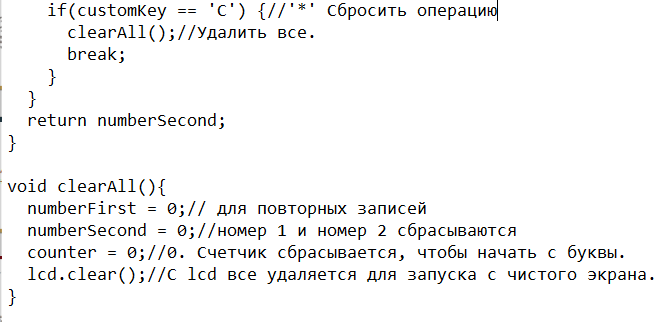 if(customKey == 'C') {//'*' Сбросить операцию
clearAll();//Удалить все.
break;
}
}
return numberSecond;
}
void clearAll(){
numberFirst = 0;// для повторных записей
numberSecond = 0;//номер 1 и номер 2 сбрасываются
counter = 0;//0. Счетчик сбрасывается, чтобы начать с буквы.
lcd.clear();//С lcd все удаляется для запуска с чистого экрана.
}